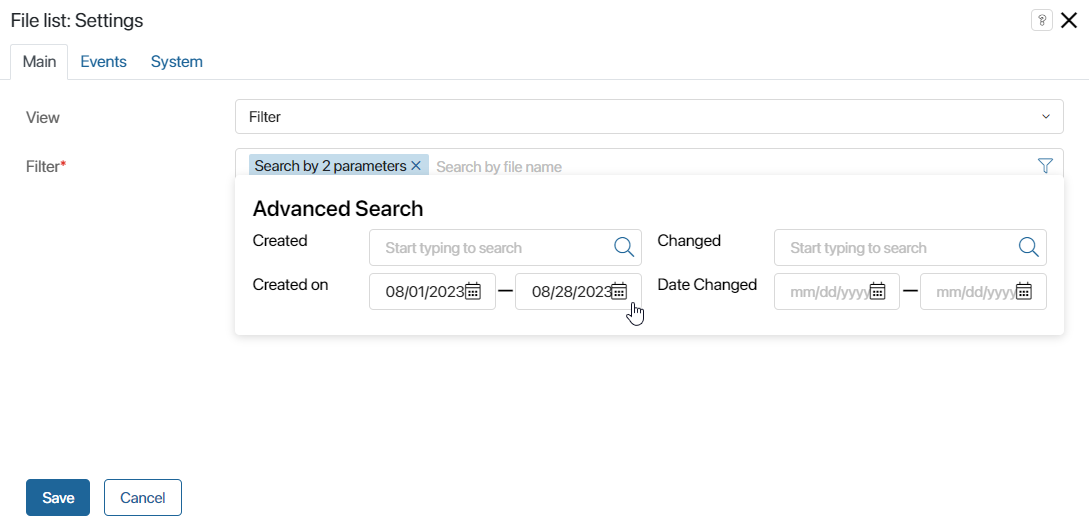 File list: Settings
?
Main Events System
View Filter
Filter* Search by 2 parameters Search by file name
Advanced Search
Created Start typing to search Changed Start typing to search
Created on 08/01/2023 — 08/28/2023 Date Changed mm/dd/yyyy — mm/dd/yyyy
Save Cancel